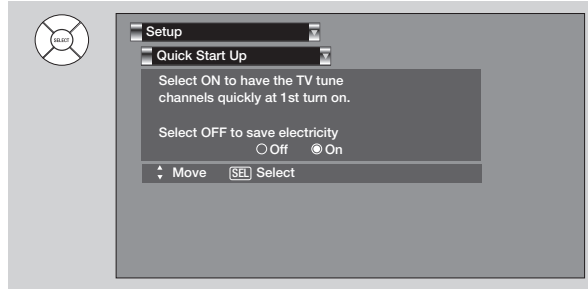 SELECT
Setup
Quick Start Up
Select ON to have the TV tune
channels quickly at 1st turn on.
Select OFF to save electricity
Off On
Move SEL Select